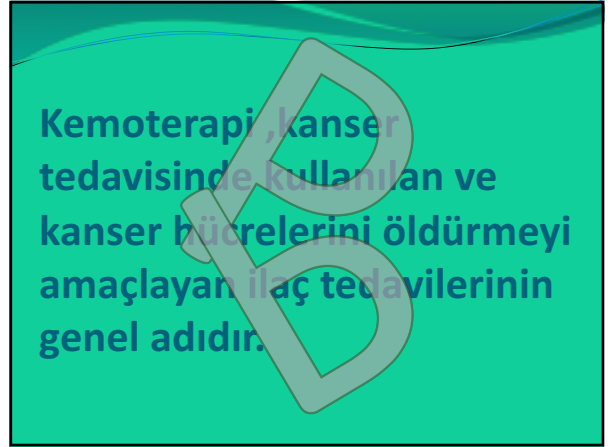 Kemoterapi ,kanser
tedavisinde kullanılan ve
kanser hücrelerini öldürmeyi
amaçlayan ilaç tedavilerinin
genel adıdır.